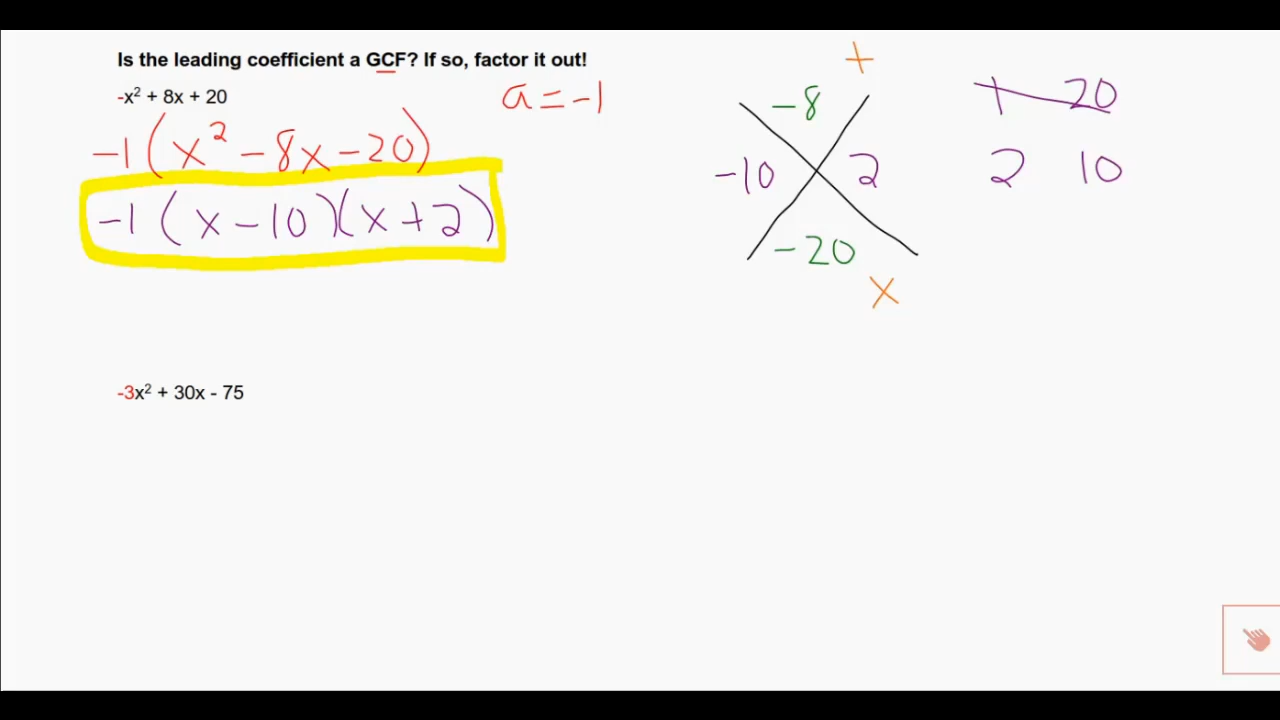 Is the leading coefficient a GCF? If so, factor it out!
-x² + 8x + 20
a = -1
-1 ( x² - 8x - 20 )
-1 ( x - 10 )( x + 2 )
+
-8
-10 2
-20
x
1 20
2 10
-3x² + 30x - 75